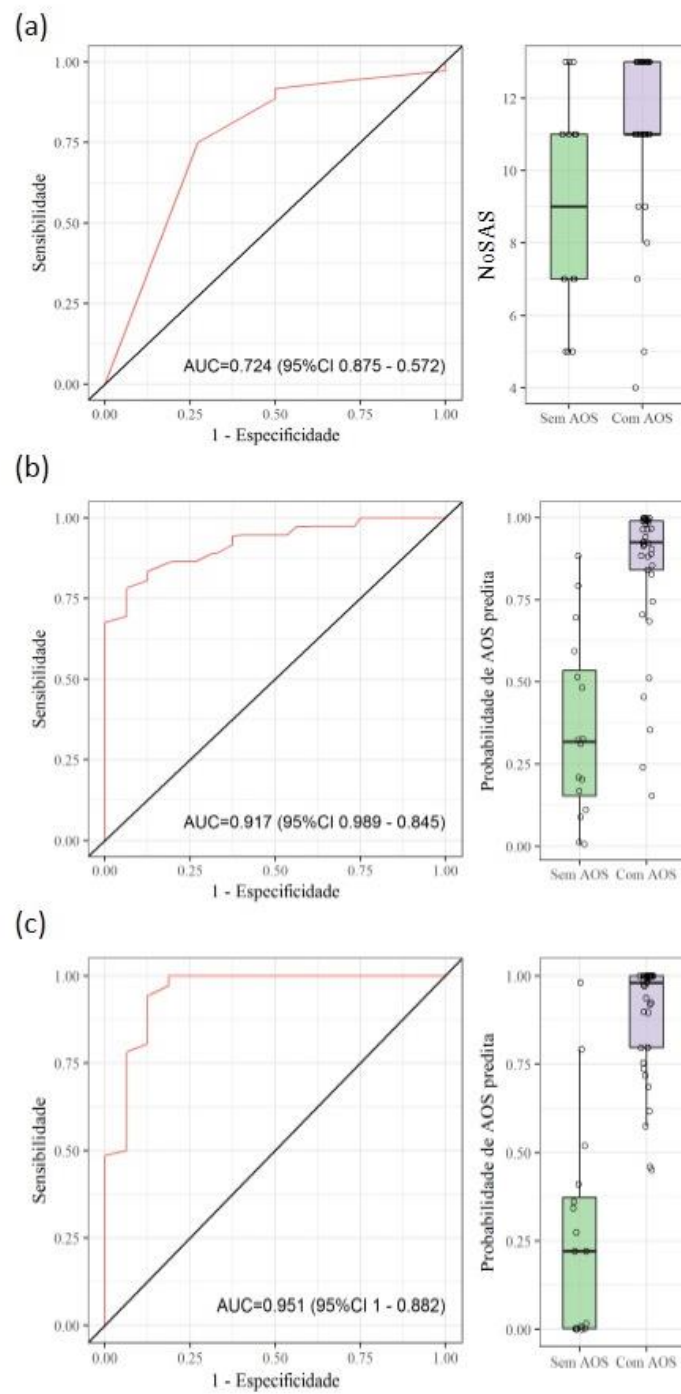 (a)
1.00
0.75
0.50
0.25
0.00
Sensibilidade
AUC=0.724 (95%CI 0.875 - 0.572)
0.00 0.25 0.50 0.75 1.00
1 - Especificidade
12
10
8
6
4
NoSAS
Sem AOS Com AOS
(b)
1.00
0.75
0.50
0.25
0.00
Sensibilidade
AUC=0.917 (95%CI 0.989 - 0.845)
0.00 0.25 0.50 0.75 1.00
1 - Especificidade
1.00
0.75
0.50
0.25
0.00
Probabilidade de AOS predita
Sem AOS Com AOS
(c)
1.00
0.75
0.50
0.25
0.00
Sensibilidade
AUC=0.951 (95%CI 1 - 0.882)
0.00 0.25 0.50 0.75 1.00
1 - Especificidade
1.00
0.75
0.50
0.25
0.00
Probabilidade de AOS predita
Sem AOS Com AOS